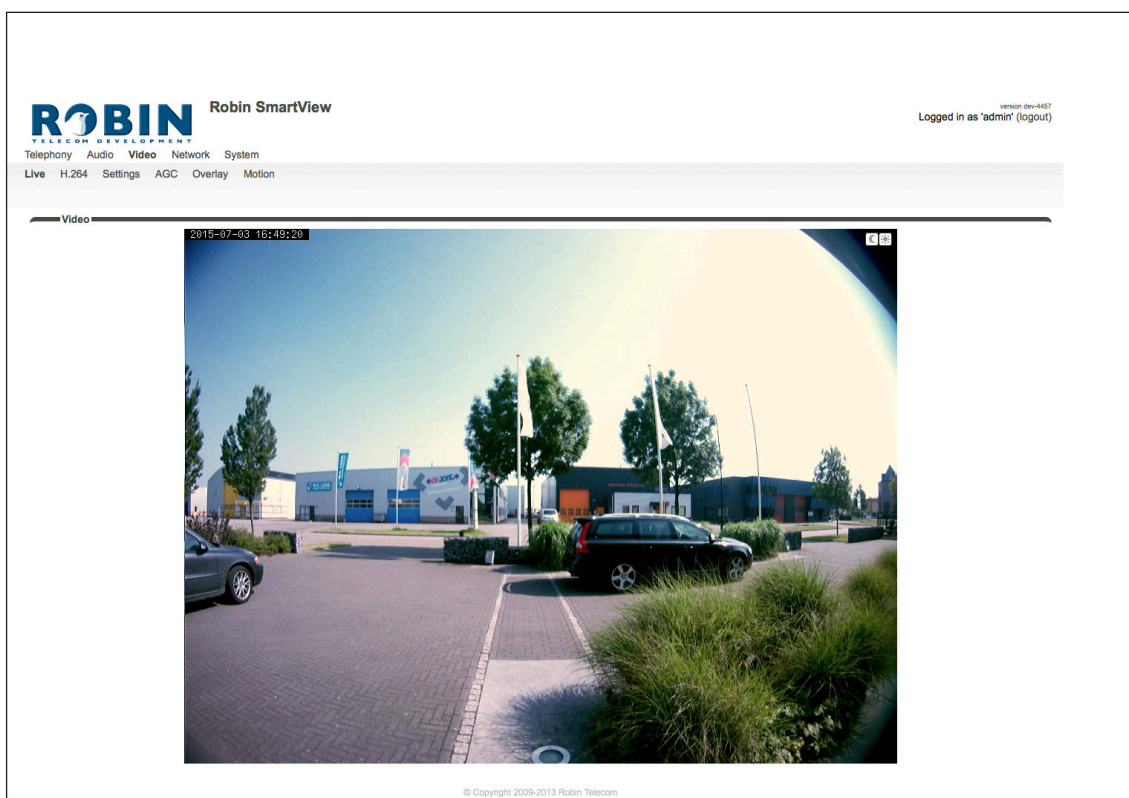 ROBIN
TELECOM DEVELOPMENT
Robin SmartView
version dev-4457
Logged in as 'admin' (logout)
Telephony Audio Video Network System
Live H.264 Settings AGC Overlay Motion
Video
2015-07-03 16:49:20
© Copyright 2009-2013 Robin Telecom